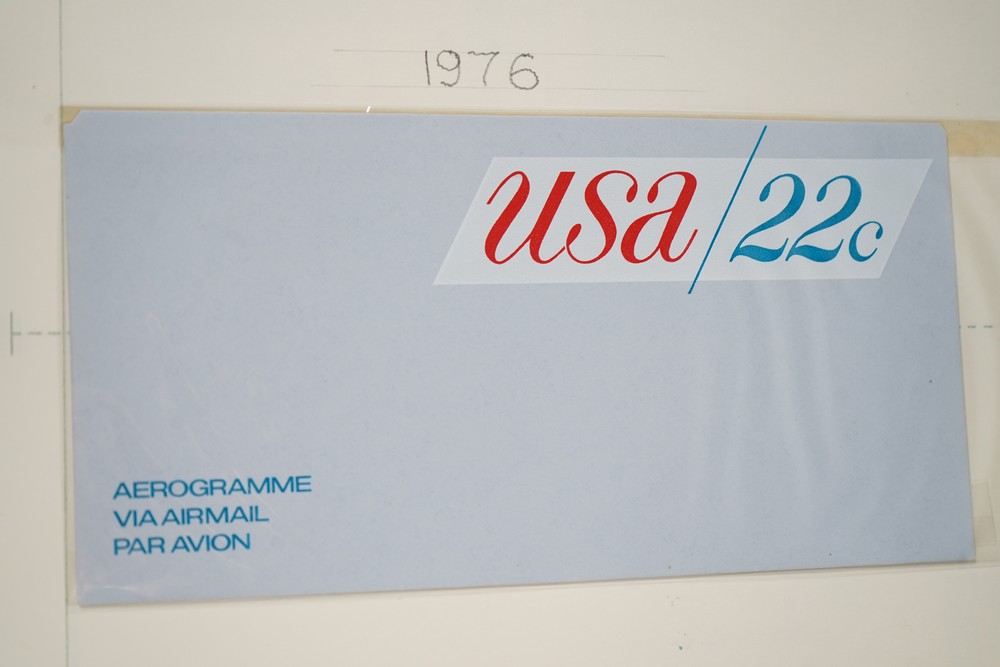 1976
usa/22c
AEROGRAMME
VIA AIRMAIL
PAR AVION